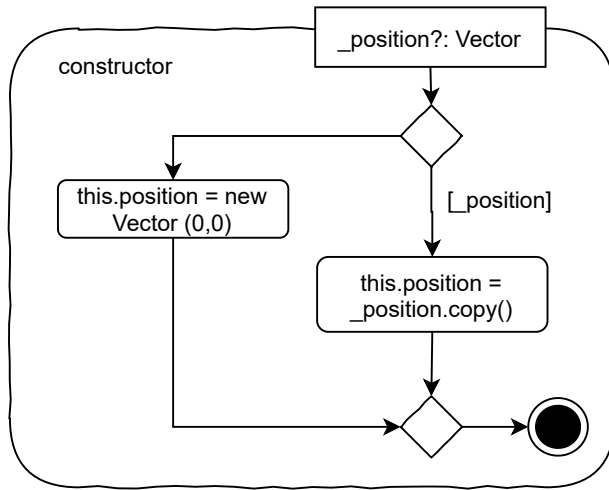 _position?: Vector
constructor
this.position = new
Vector (0,0)
[_position]
this.position =
_position.copy()